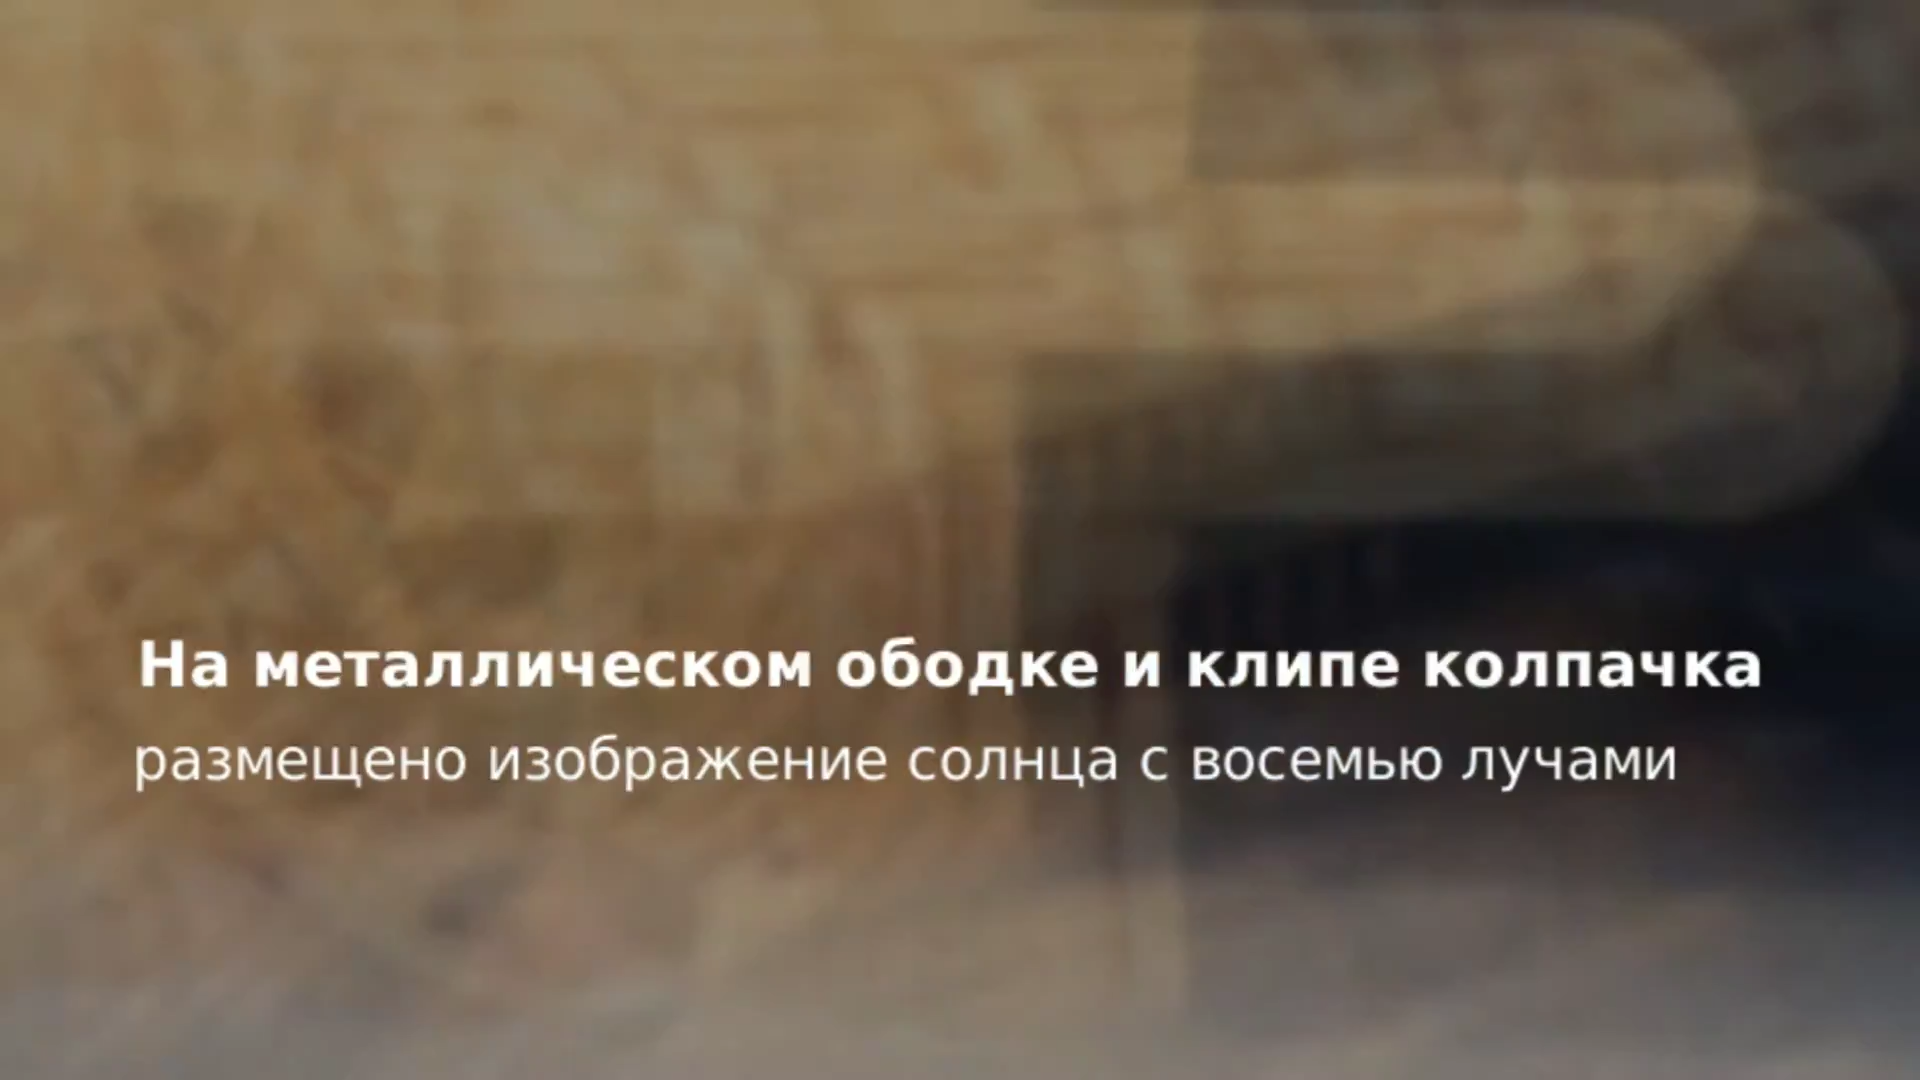 На металлическом ободке и клипе колпачка
размещено изображение солнца с восемью лучами